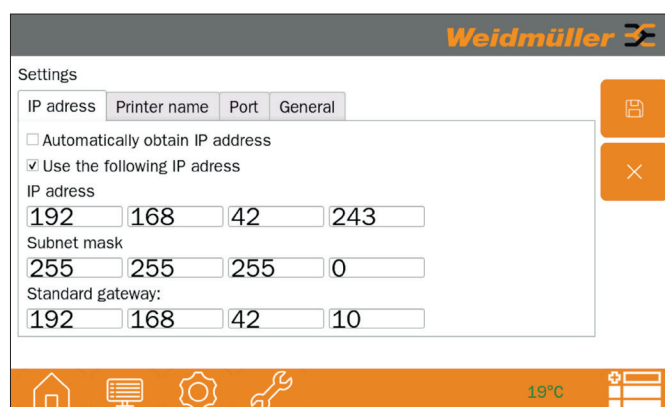 Weidmüller
Settings
IP adress Printer name Port General
Automatically obtain IP address
Use the following IP adress
IP adress
192 168 42 243
Subnet mask
255 255 255 0
Standard gateway:
192 168 42 10
19°C